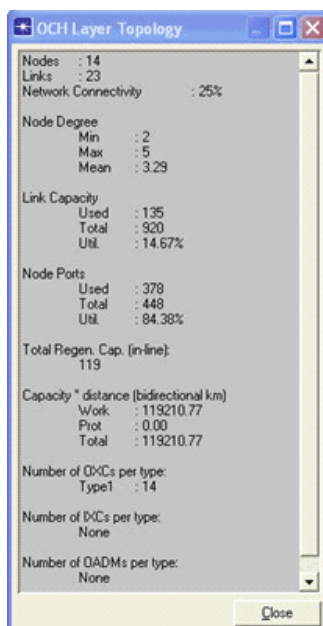 OCH Layer Topology
Nodes : 14
Links : 23
Network Connectivity : 25%
Node Degree
Min : 2
Max : 5
Mean : 3.29
Link Capacity
Used : 135
Total : 920
Util. : 14.67%
Node Ports
Used : 378
Total : 448
Util. : 84.38%
Total Regen. Cap. (in-line):
119
Capacity * distance (bidirectional km)
Work : 119210.77
Prot : 0.00
Total : 119210.77
Number of OXCs per type:
Type1 : 14
Number of IXCs per type:
None
Number of OADMs per type:
None
Close